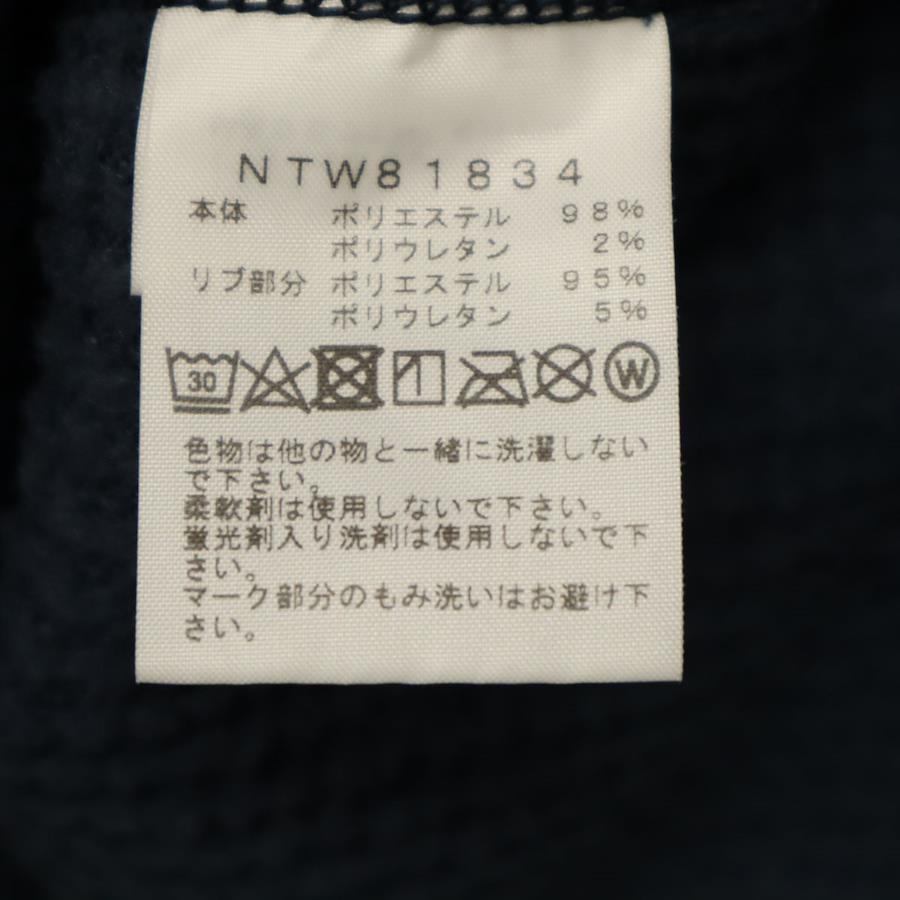 NTW81834
本体 ポリエステル 98%
ポリウレタン 2%
リブ部分 ポリエステル 95%
ポリウレタン 5%
30 W
色物は他の物と一緒に洗濯しない
で下さい。
柔軟剤は使用しないで下さい。
蛍光剤入り洗剤は使用しないで下
さい。
マーク部分のもみ洗いはお避け下
さい。